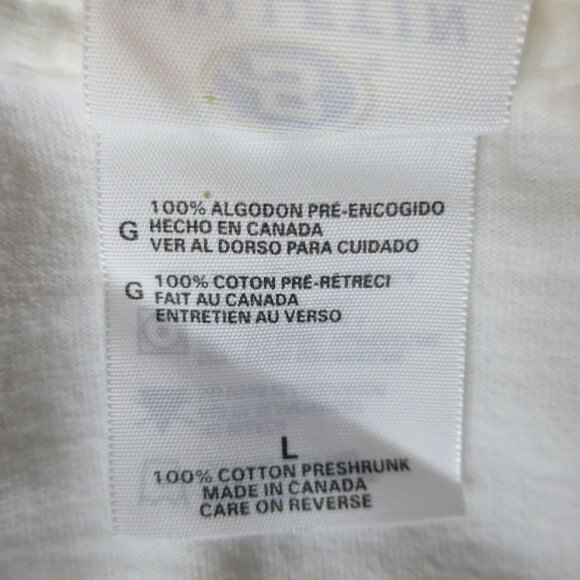 G 100% ALGODON PRÉ-ENCOGIDO
HECHO EN CANADA
VER AL DORSO PARA CUIDADO
G 100% COTON PRÉ-RÉTRÉCI
FAIT AU CANADA
ENTRETIEN AU VERSO
L
100% COTTON PRESHRUNK
MADE IN CANADA
CARE ON REVERSE